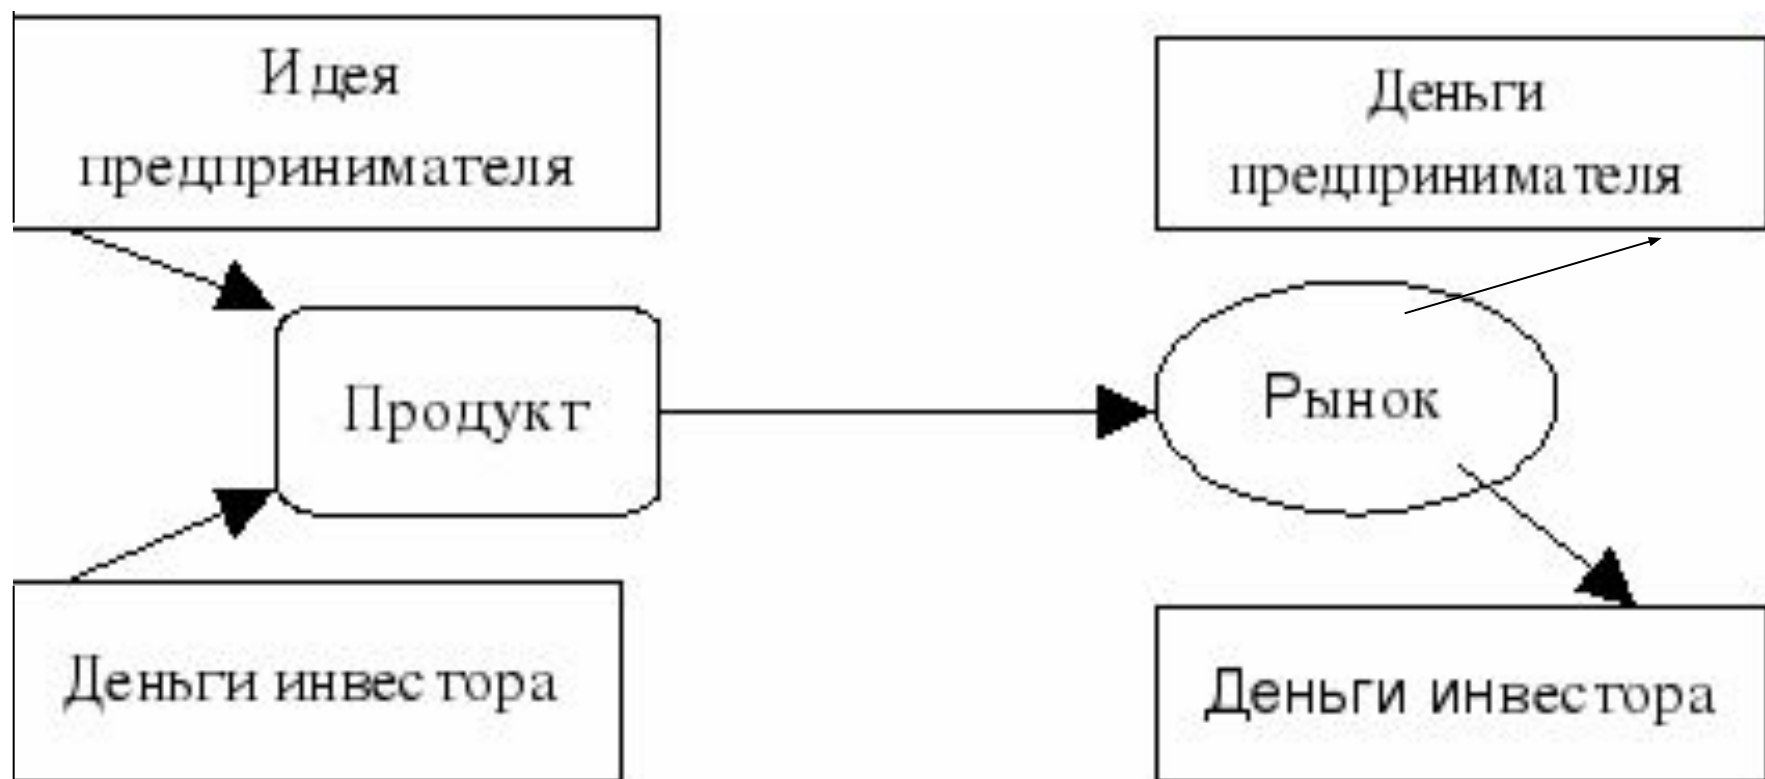 Идея
предпринимателя
Деньги
предпринимателя
Продукт
Рынок
Деньги инвестора
Деньги инвестора